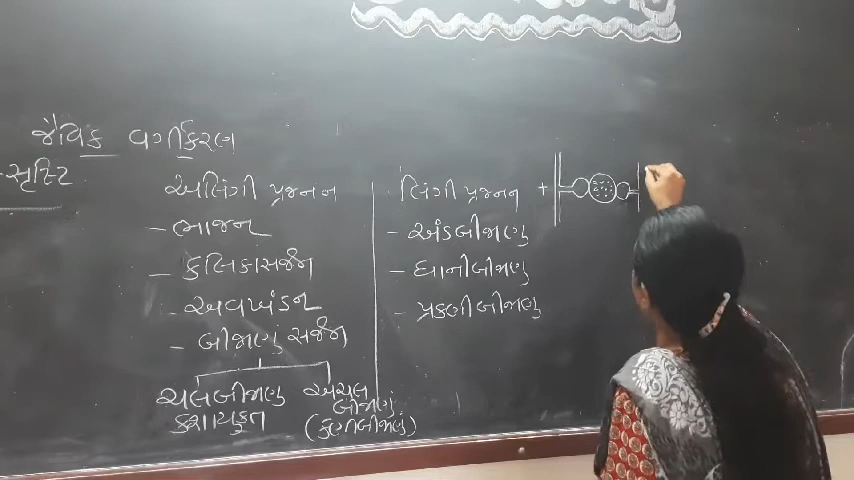 જૈવિક વર્ગીકરણ
સૃષ્ટિ
અલિંગી પ્રજનન
- ભાજન
- કલિકાસર્જન
- અવખંડન
- બીજાણું સર્જન
ચલબીજાણુ
કશાયુક્ત
અચલ
બીજાણું
(કણીબીજાણું)
લિંગી પ્રજનન +
- અંડબીજાણુ
- ધાનીબીજાણુ
- પ્રકણી બીજાણુ